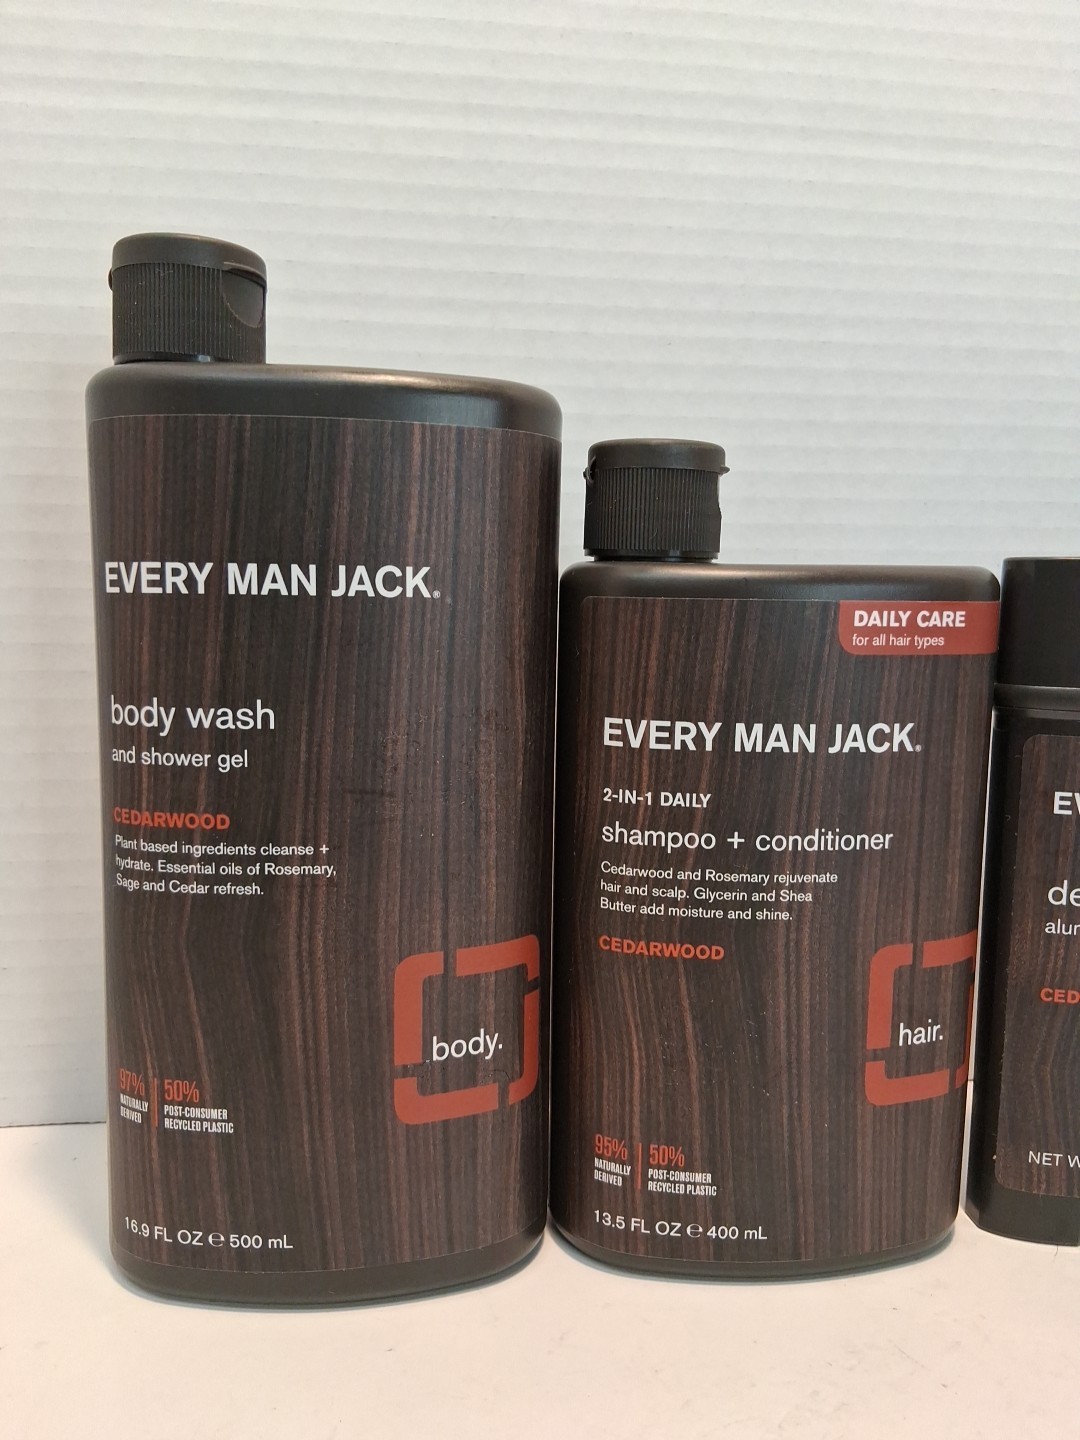 EVERY MAN JACK®
body wash
and shower gel
CEDARWOOD
Plant based ingredients cleanse +
hydrate. Essential oils of Rosemary,
Sage and Cedar refresh.
body.
97%
NATURALLY
DERIVED
50%
POST-CONSUMER
RECYCLED PLASTIC
16.9 FL OZ ℮ 500 mL
DAILY CARE
for all hair types
EVERY MAN JACK®
2-IN-1 DAILY
shampoo + conditioner
Cedarwood and Rosemary rejuvenate
hair and scalp. Glycerin and Shea
Butter add moisture and shine.
CEDARWOOD
hair.
95%
NATURALLY
DERIVED
50%
POST-CONSUMER
RECYCLED PLASTIC
13.5 FL OZ ℮ 400 mL
NET